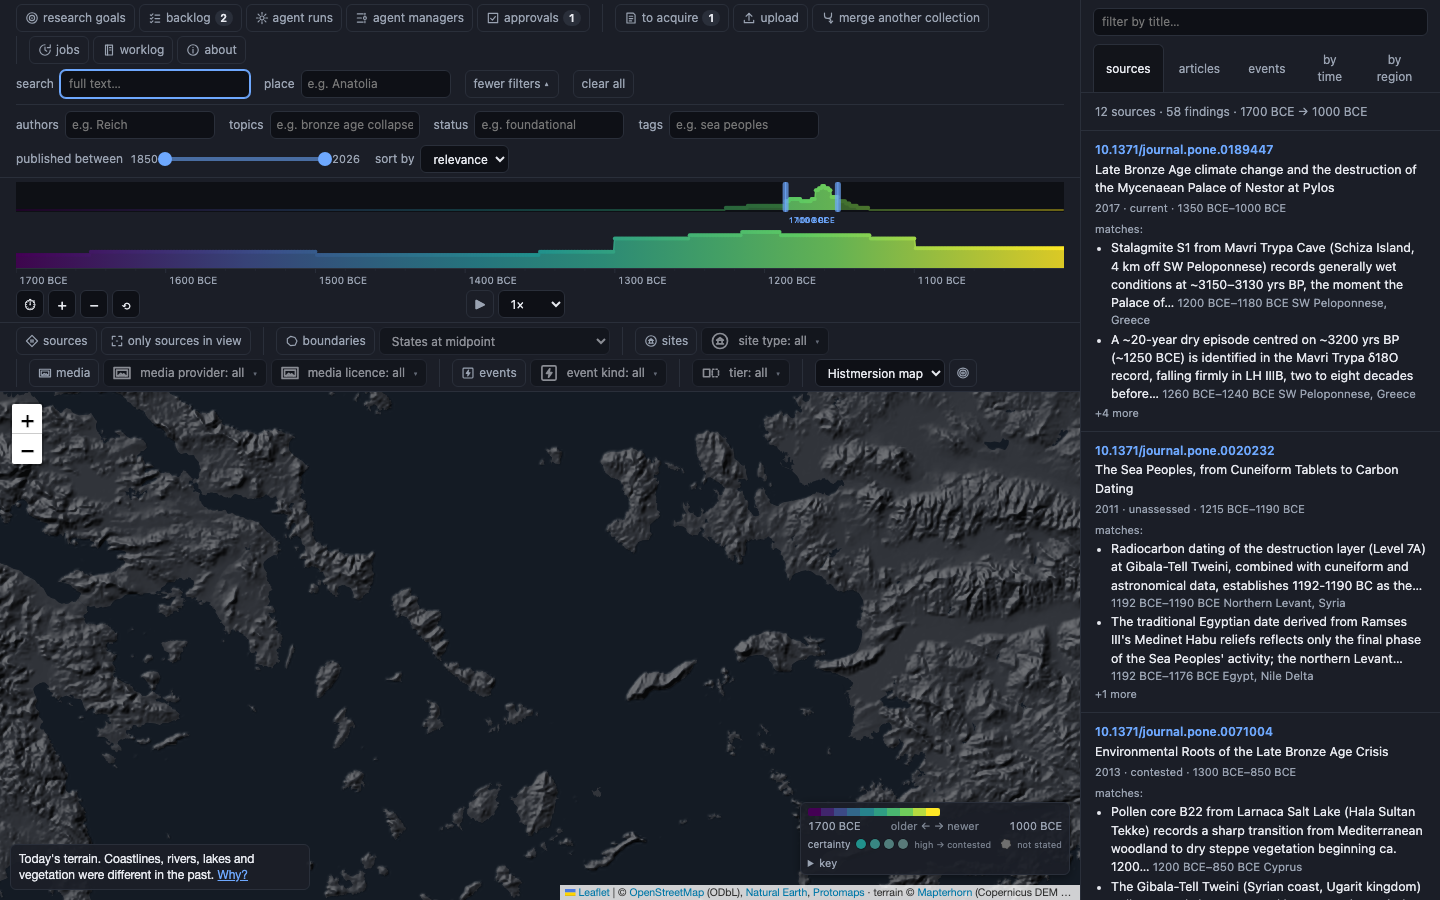 research goals
backlog 2
agent runs
agent managers
approvals 1
to acquire 1
upload
merge another collection
jobs
worklog
about
search
full text...
place
e.g. Anatolia
fewer filters
clear all
authors
e.g. Reich
topics
e.g. bronze age collapse
status
e.g. foundational
tags
e.g. sea peoples
published between 1850 2026
sort by
relevance
1700 BCE
1600 BCE
1500 BCE
1400 BCE
1300 BCE
1200 BCE
1100 BCE
+
−
1×
sources
only sources in view
boundaries
States at midpoint
sites
site type: all
media
media provider: all
media licence: all
events
event kind: all
tier: all
Histmersion map
+
−
Today's terrain. Coastlines, rivers, lakes and
vegetation were different in the past. Why?
1700 BCE older ← → newer 1000 BCE
certainty high → contested not stated
key
Leaflet | © OpenStreetMap (ODbL), Natural Earth, Protomaps · terrain © Mapterhorn (Copernicus DEM ...
filter by title...
sources
articles
events
by
time
by
region
12 sources · 58 findings · 1700 BCE → 1000 BCE
10.1371/journal.pone.0189447
Late Bronze Age climate change and the destruction of
the Mycenaean Palace of Nestor at Pylos
2017 · current · 1350 BCE–1000 BCE
matches:
• Stalagmite S1 from Mavri Trypa Cave (Schiza Island,
4 km off SW Peloponnese) records generally wet
conditions at ~3150–3130 yrs BP, the moment the
Palace of... 1200 BCE–1180 BCE SW Peloponnese,
Greece
• A ~20-year dry episode centred on ~3200 yrs BP
(~1250 BCE) is identified in the Mavri Trypa δ18O
record, falling firmly in LH IIIB, two to eight decades
before... 1260 BCE–1240 BCE SW Peloponnese, Greece
+4 more
10.1371/journal.pone.0020232
The Sea Peoples, from Cuneiform Tablets to Carbon
Dating
2011 · unassessed · 1215 BCE–1190 BCE
matches:
• Radiocarbon dating of the destruction layer (Level 7A)
at Gibala-Tell Tweini, combined with cuneiform and
astronomical data, establishes 1192-1190 BC as the...
1192 BCE–1190 BCE Northern Levant, Syria
• The traditional Egyptian date derived from Ramses
III's Medinet Habu reliefs reflects only the final phase
of the Sea Peoples' activity; the northern Levant...
1192 BCE–1176 BCE Egypt, Nile Delta
+1 more
10.1371/journal.pone.0071004
Environmental Roots of the Late Bronze Age Crisis
2013 · contested · 1300 BCE–850 BCE
matches:
• Pollen core B22 from Larnaca Salt Lake (Hala Sultan
Tekke) records a sharp transition from Mediterranean
woodland to dry steppe vegetation beginning ca.
1200... 1200 BCE–850 BCE Cyprus
• The Gibala-Tell Tweini (Syrian coast, Ugarit kingdom)